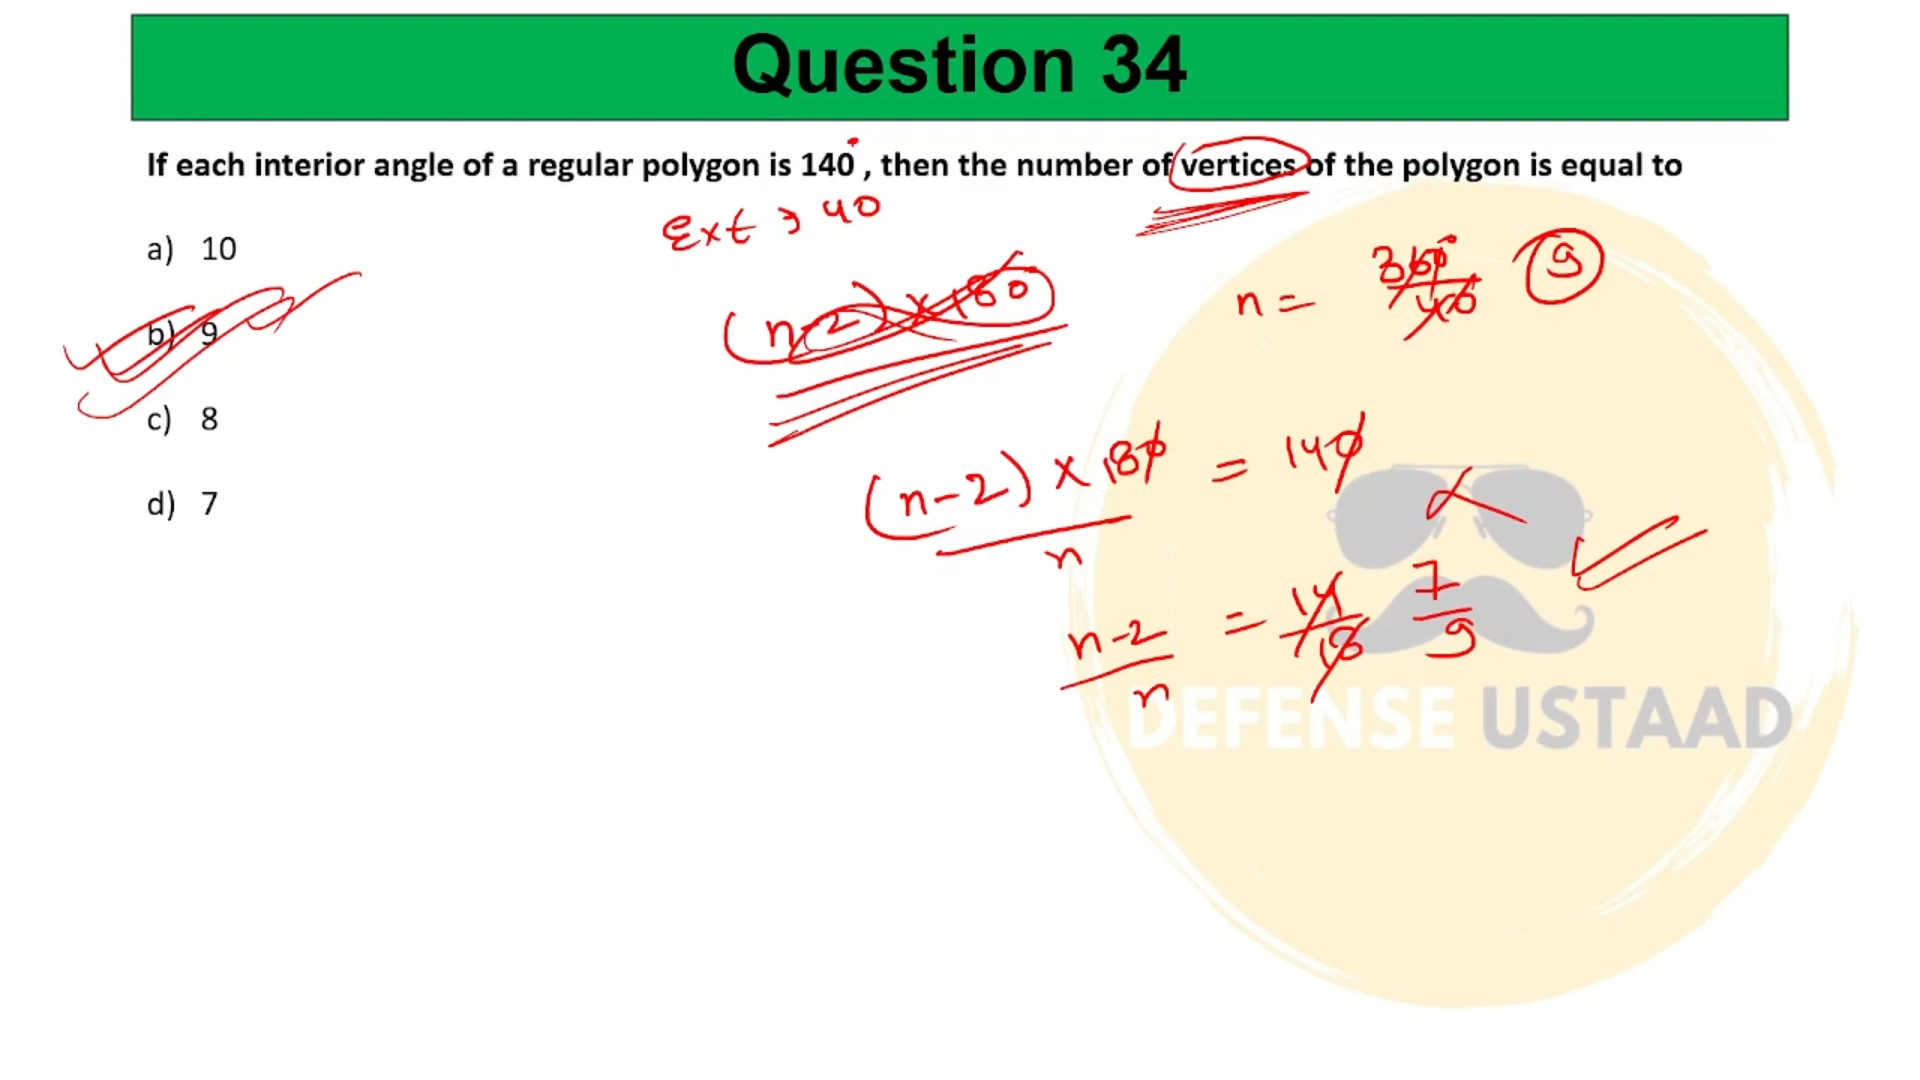 Question 34
If each interior angle of a regular polygon is 140°, then the number of vertices of the polygon is equal to
Ext → 40
a) 10
(n-2) × 180
n = 360° / 40 9
b) 9
c) 8
(n-2) × 180 / n = 140
d) 7
n-2 / n = 14 / 18 7 / 9
DEFENSE USTAAD